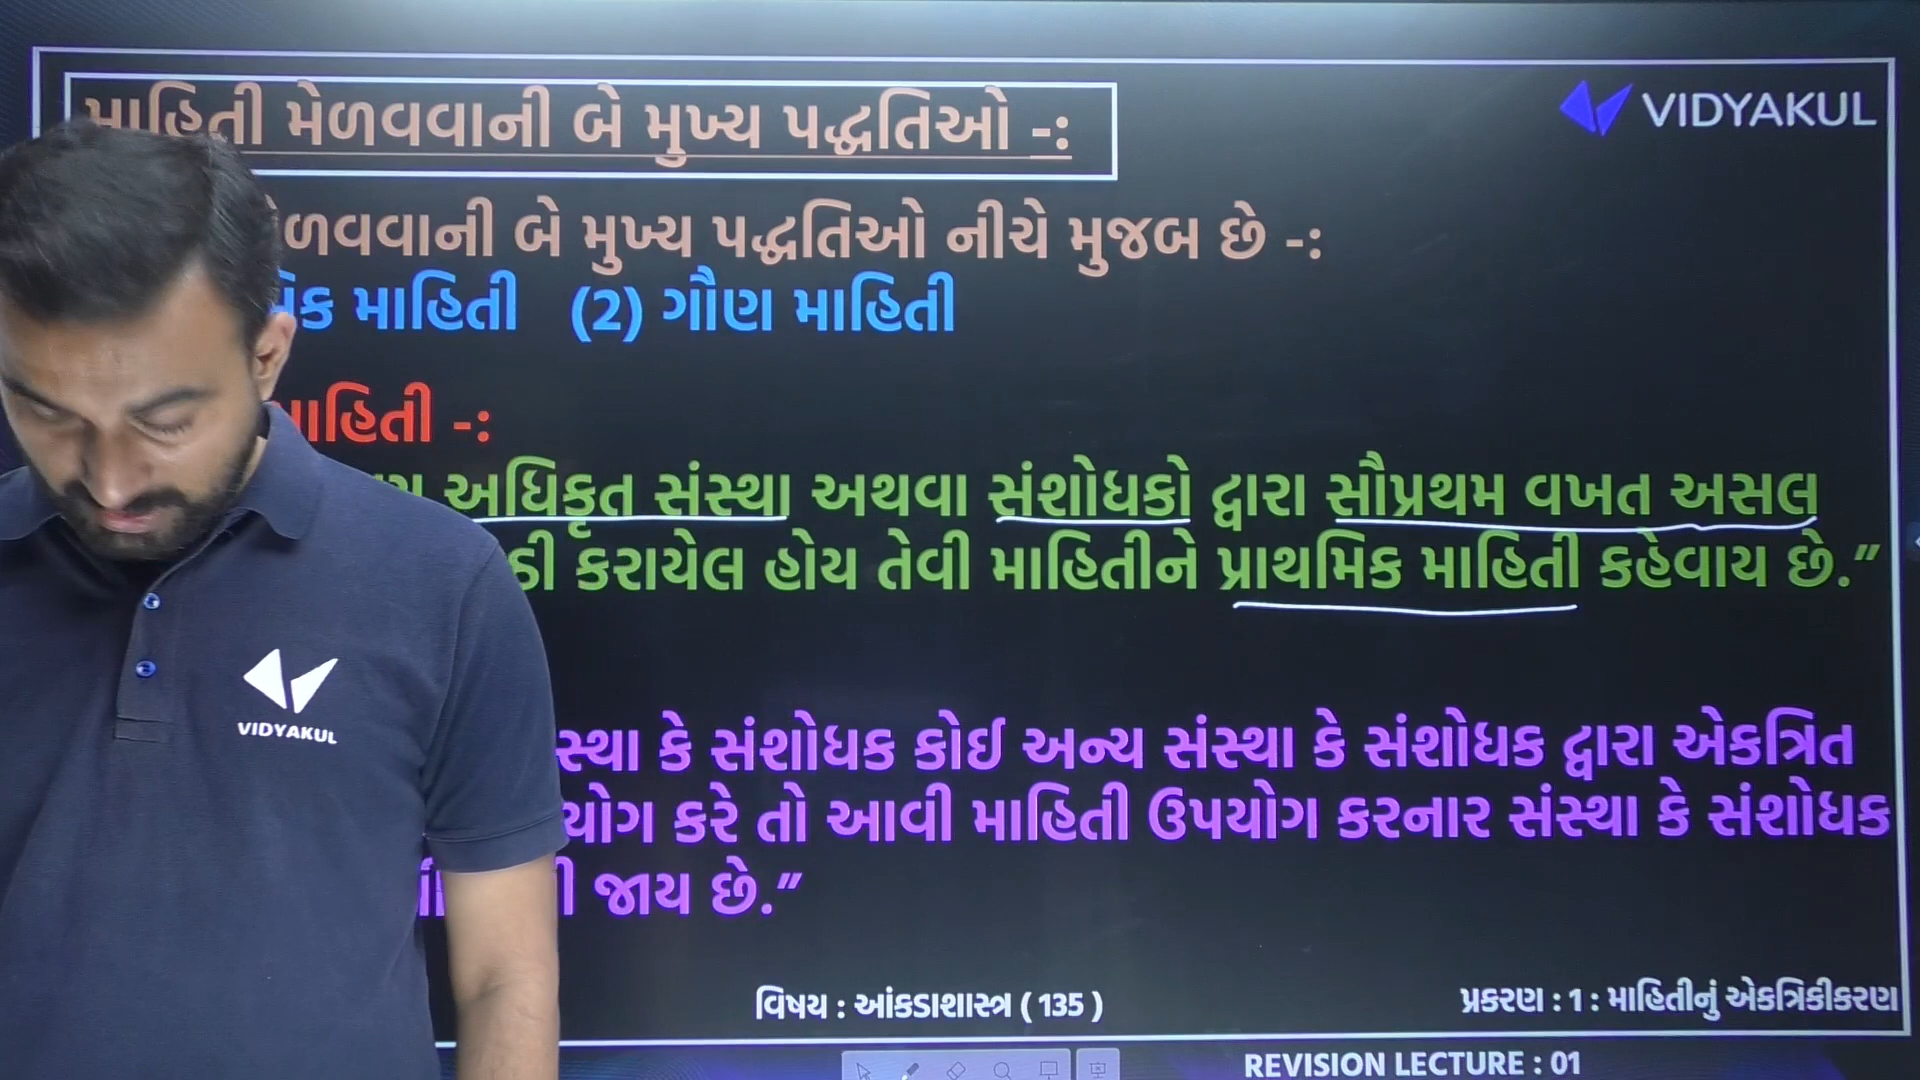 માહિતી મેળવવાની બે મુખ્ય પદ્ધતિઓ -:
VIDYAKUL
બે મુખ્ય પદ્ધતિઓ નીચે મુજબ છે -:
માહિતી (2) ગૌણ માહિતી
માહિતી -:
અધિકૃત સંસ્થા અથવા સંશોધકો દ્વારા સૌપ્રથમ વખત અસલ
કરાયેલ હોય તેવી માહિતીને પ્રાથમિક માહિતી કહેવાય છે.”
કે સંશોધક કોઈ અન્ય સંસ્થા કે સંશોધક દ્વારા એકત્રિત
કરે તો આવી માહિતી ઉપયોગ કરનાર સંસ્થા કે સંશોધક
જાય છે.”
VIDYAKUL
વિષય : આંકડાશાસ્ત્ર ( 135 )
પ્રકરણ : 1 : માહિતીનું એકત્રિકીકરણ
REVISION LECTURE : 01